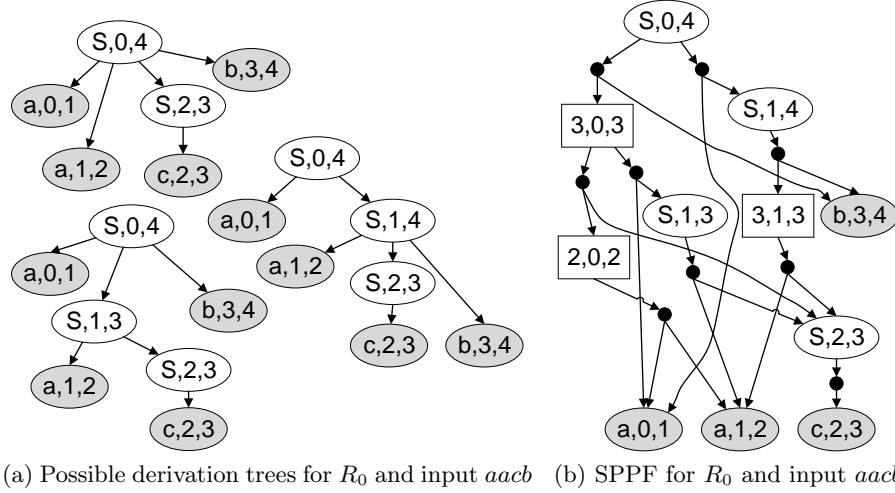 S,0,4
b,3,4
a,0,1
S,2,3
a,1,2
c,2,3
S,0,4
a,0,1
S,1,4
a,1,2
S,2,3
c,2,3
b,3,4
S,0,4
a,0,1
b,3,4
S,1,3
a,1,2
S,2,3
c,2,3
(a) Possible derivation trees for R0 and input aacb
S,0,4
S,1,4
3,0,3
S,1,3
3,1,3
b,3,4
2,0,2
S,2,3
a,0,1
a,1,2
c,2,3
(b) SPPF for R0 and input aacb